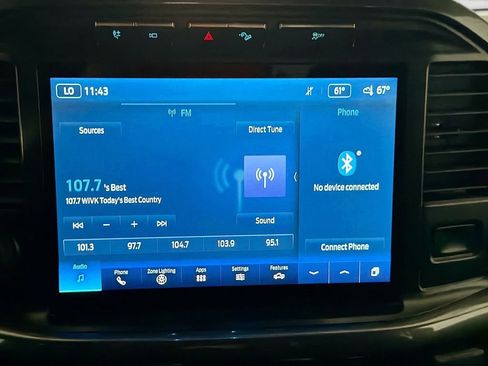 OFF
LO 11:43 61° 67°
FM
Phone
Sources
Direct Tune
107.7 's Best
107.7 WIVK Today's Best Country
No device connected
Sound
101.3 97.7 104.7 103.9 95.1
Connect Phone
Audio
Phone
Zone Lighting
Apps
Settings
Features